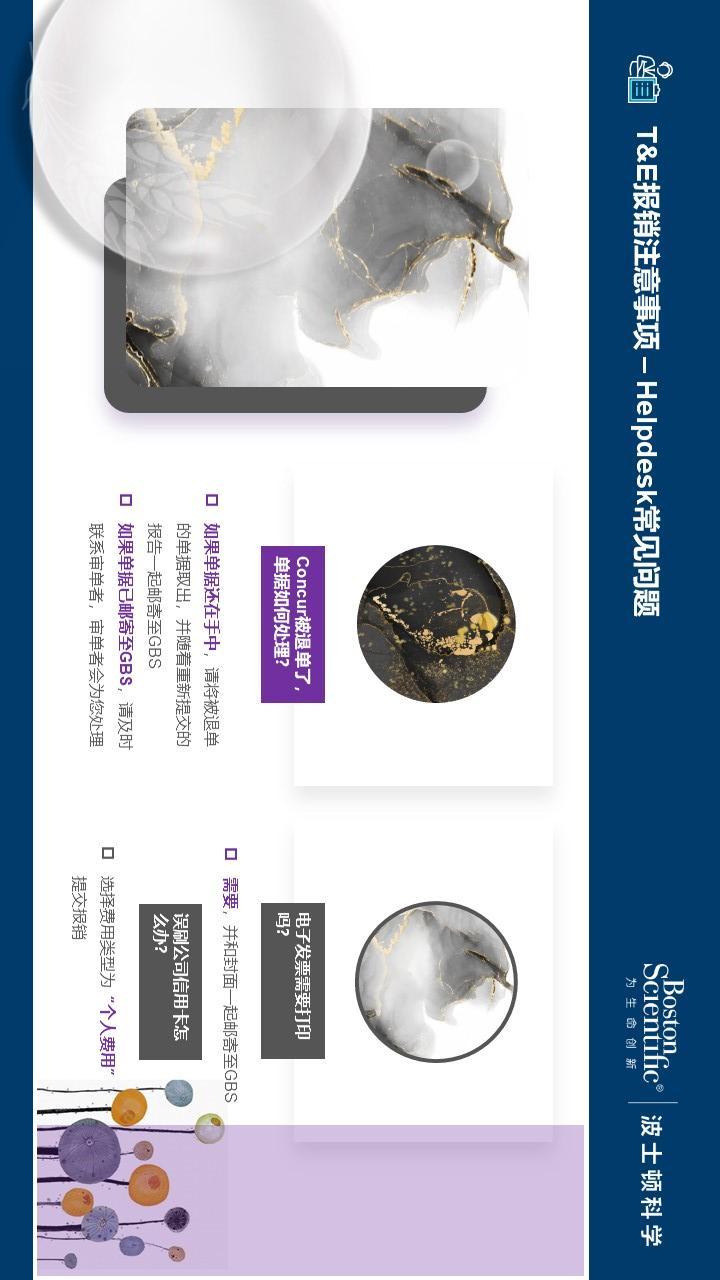 T&E报销注意事项 – Helpdesk常见问题
Boston
Scientific®
为生命创新
波士顿科学
Concur被退单了，
单据如何处理？
如果单据还在手中，请将被退单
的单据取出，并随着重新提交的
报告一起邮寄至GBS
如果单据已邮寄至GBS，请及时
联系审单者，审单者会为您处理
电子发票需要打印
吗？
需要，并和封面一起邮寄至GBS
误刷公司信用卡怎
么办？
选择费用类型为“个人费用”
提交报销